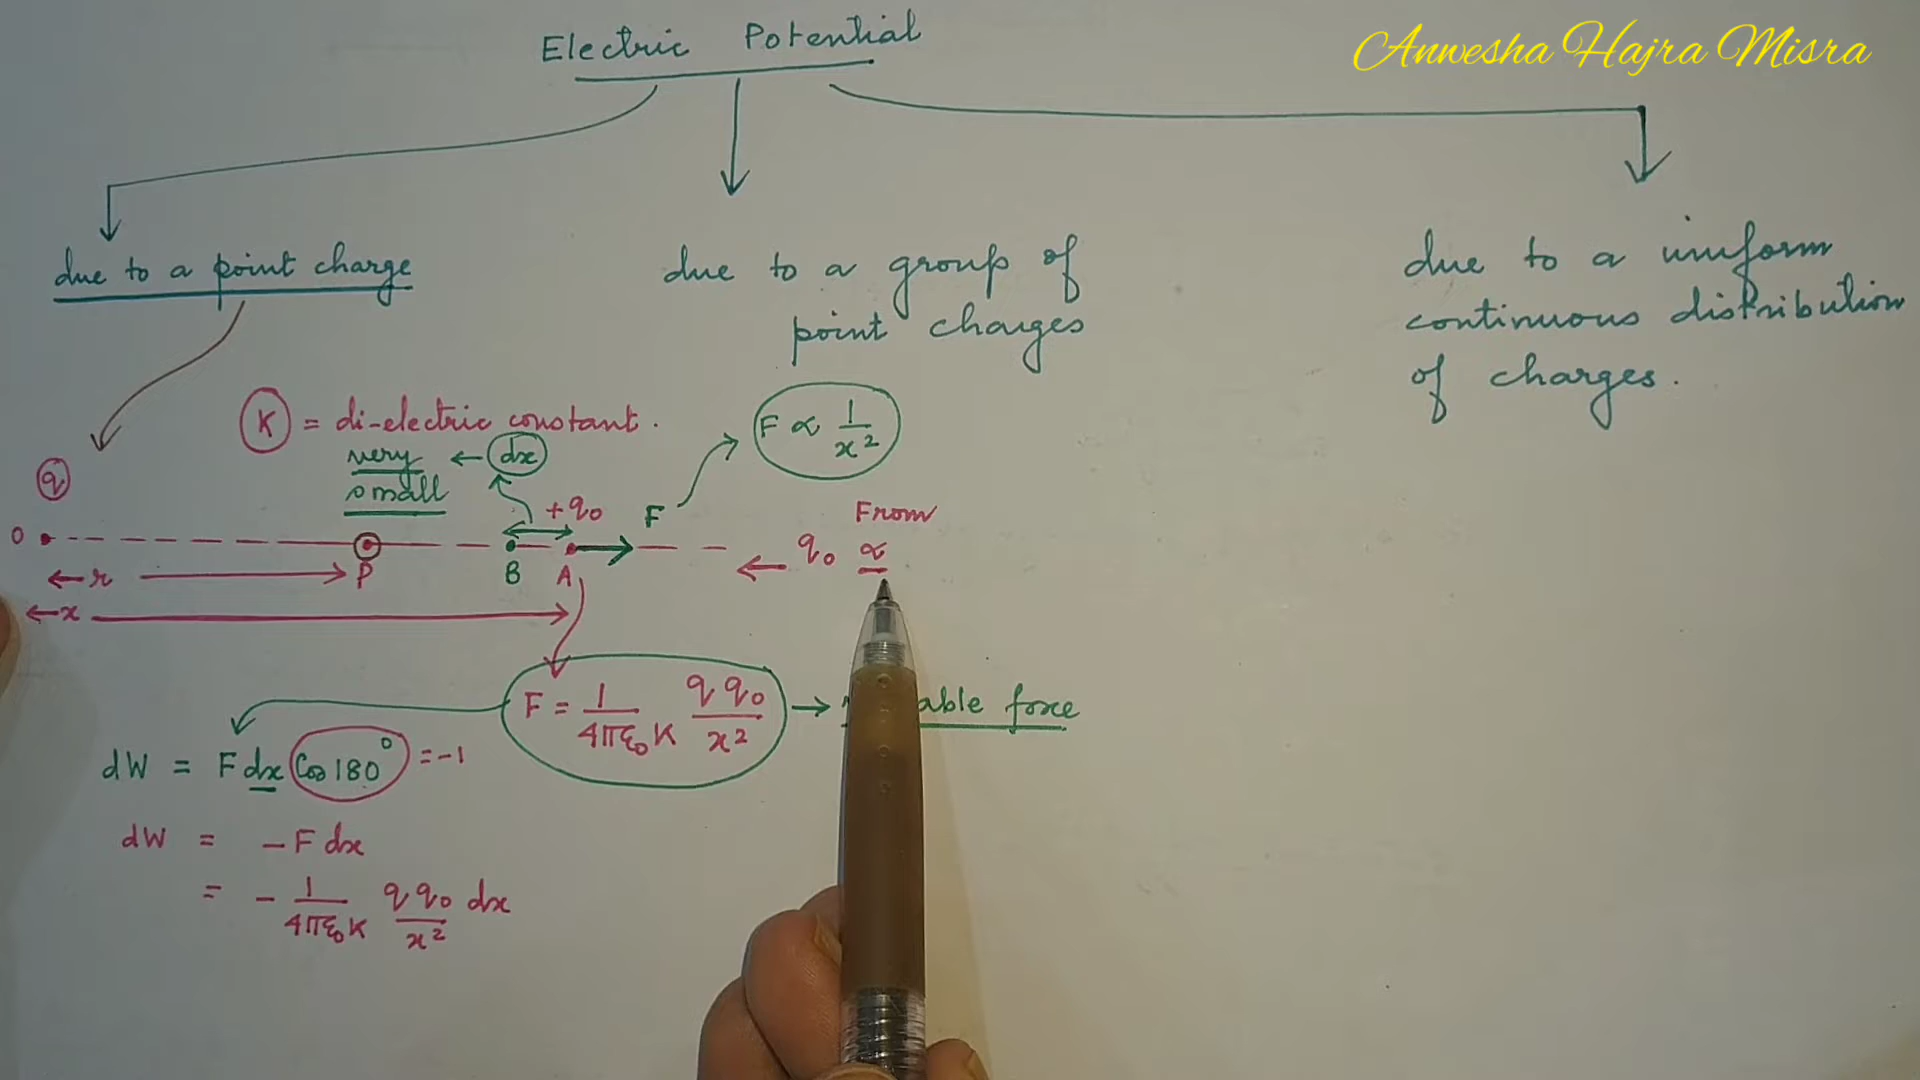 Anwesha Hajra Misra
Electric Potential
due to a point charge
due to a group of
point charges
due to a uniform
continuous distribution
of charges.
K = di-electric constant.
very ← dx
small
F ∝ 1/x²
q
+q₀
F
From
O
← q₀ ∝
← r → P
B
A
← x →
F = 1/4πε₀K qq₀/x² → able force
dW = F dx Cos 180° = -1
dW = - F dx
= - 1/4πε₀K qq₀/x² dx